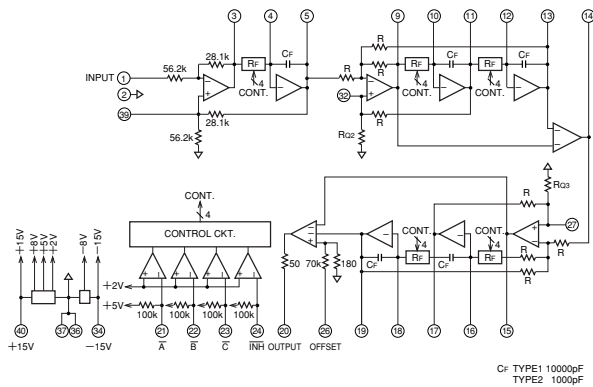 3 4 5 9 10 11 12 13 14
R
56.2k 28.1k RF CF R R RF CF RF CF
INPUT 1
4 4 4
CONT. CONT. CONT.
2 32
39 28.1k R
56.2k RQ2
CONT. R RQ3
4
CONTROL CKT. CONT. CONT. 27
+15V +8V +5V +2V -8V -15V 4 4 R
+2V CF RF CF RF R
50 70k 180 R
+5V
100k 100k 100k 100k
40 37 36 34 21 22 23 24 20 26 19 18 17 16 15
+15V -15V A B C INH OUTPUT OFFSET
CF TYPE1 10000pF
TYPE2 1000pF